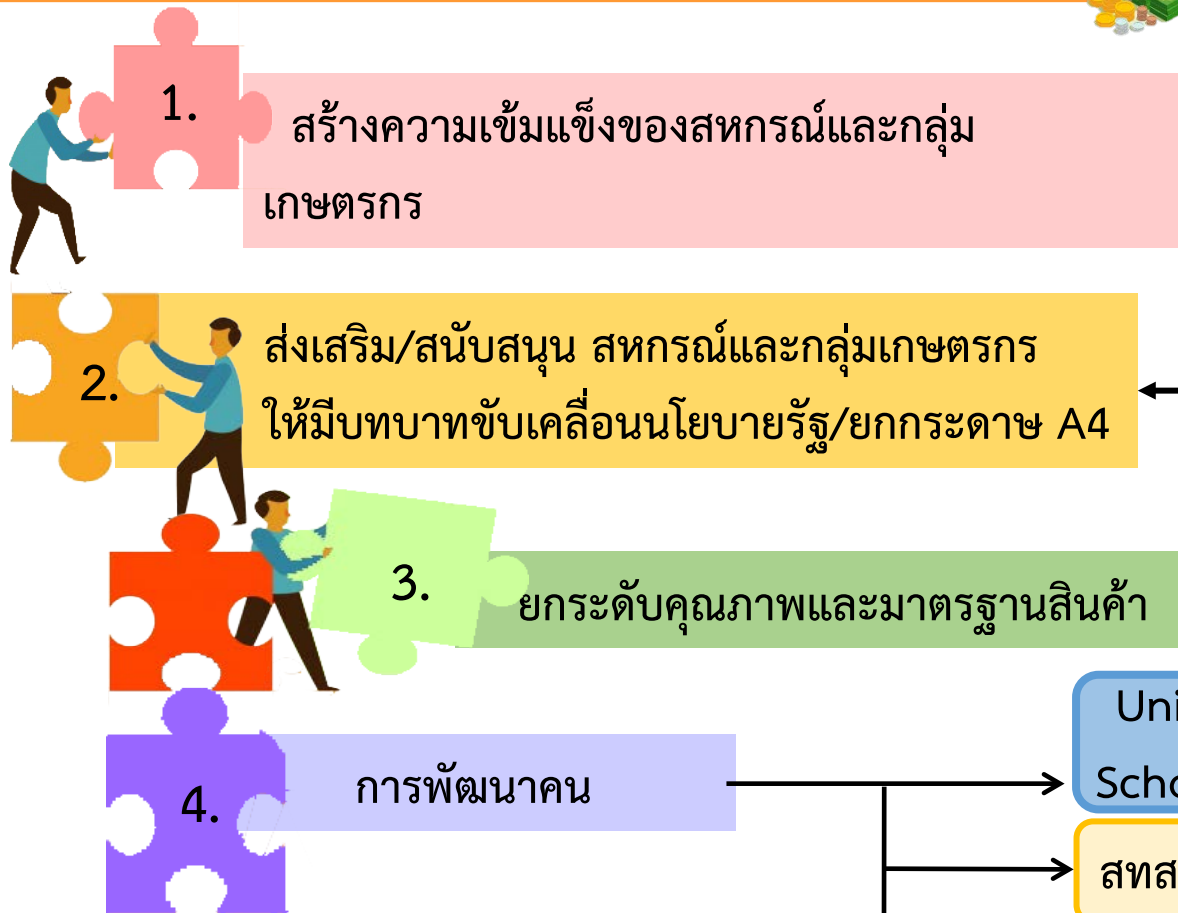 1.
สร้างความเข้มแข็งของสหกรณ์และกลุ่ม
เกษตรกร
2.
ส่งเสริม/สนับสนุน สหกรณ์และกลุ่มเกษตรกร
ให้มีบทบาทขับเคลื่อนนโยบายรัฐ/ยกกระดาษ A4
3.
ยกระดับคุณภาพและมาตรฐานสินค้า
4.
การพัฒนาคน